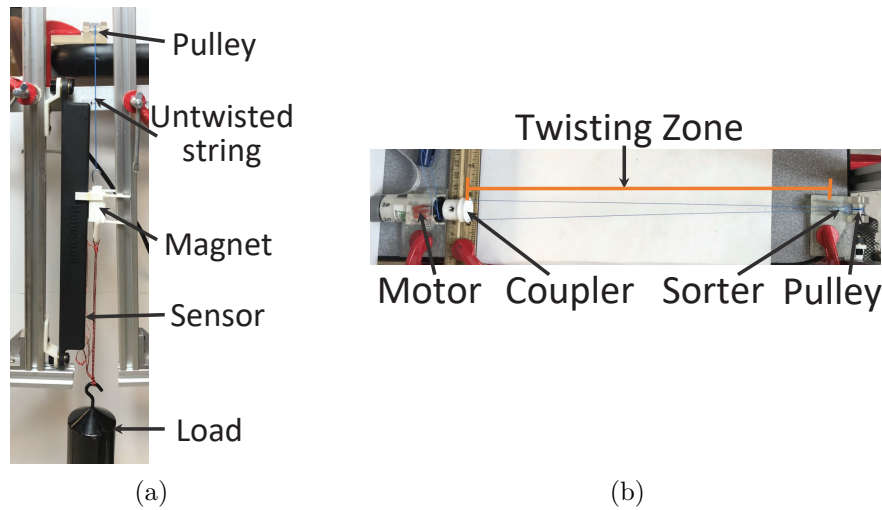 Pulley
Untwisted
string
Magnet
Sensor
Load
(a)
Twisting Zone
Motor Coupler Sorter Pulley
(b)